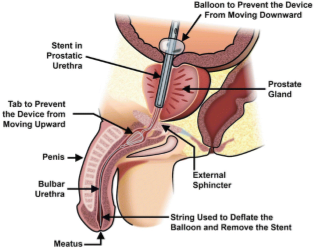 Balloon to Prevent the Device
From Moving Downward
Stent in
Prostatic
Urethra
Prostate
Gland
Tab to Prevent
the Device from
Moving Upward
Penis
External
Sphincter
Bulbar
Urethra
String Used to Deflate the
Balloon and Remove the Stent
Meatus